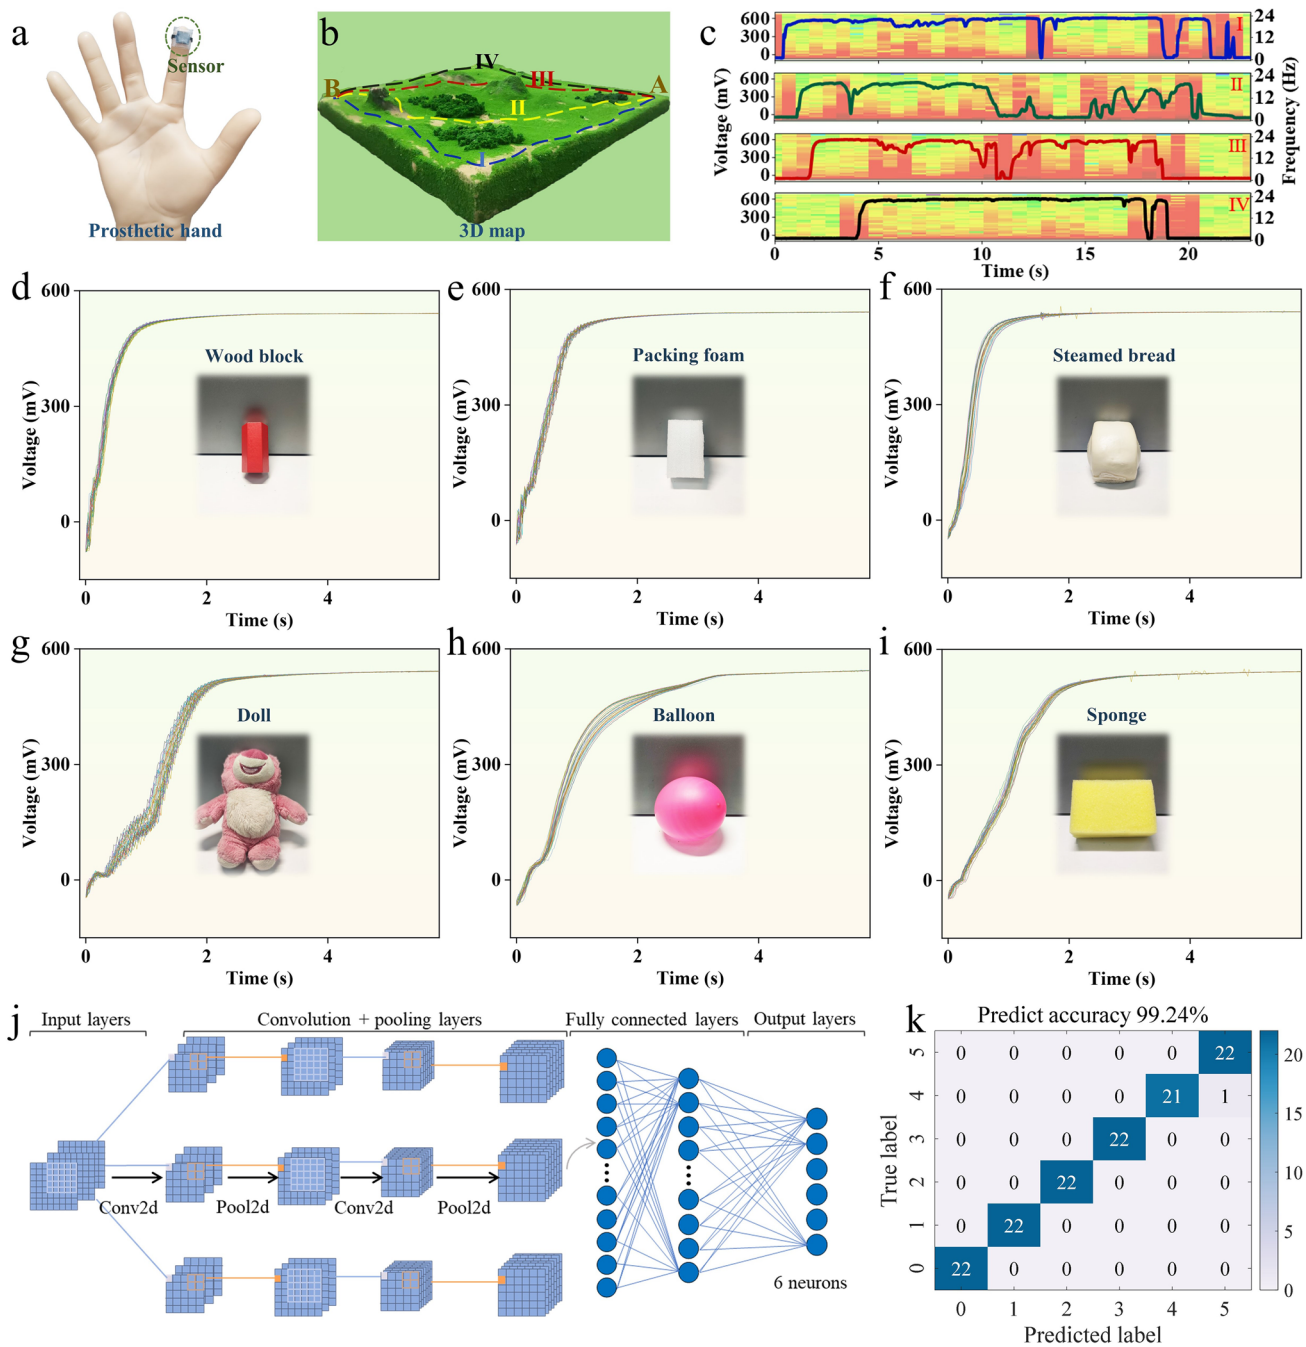 a
Sensor
Prosthetic hand
b
IV
III
B
A
II
I
3D map
c
Voltage (mV)
600
300
0
600
300
0
600
300
0
600
300
0
I
II
III
IV
24
12
0
24
12
0
24
12
0
24
12
0
Frequency (Hz)
0
5
10
15
20
Time (s)
d
600
300
0
Voltage (mV)
Wood block
0
2
4
Time (s)
e
600
300
0
Voltage (mV)
Packing foam
0
2
4
Time (s)
f
600
300
0
Voltage (mV)
Steamed bread
0
2
4
Time (s)
g
600
300
0
Voltage (mV)
Doll
0
2
4
Time (s)
h
600
300
0
Voltage (mV)
Balloon
0
2
4
Time (s)
i
600
300
0
Voltage (mV)
Sponge
0
2
4
Time (s)
j
Input layers
Convolution + pooling layers
Fully connected layers
Output layers
Conv2d
Pool2d
Conv2d
Pool2d
6 neurons
k
Predict accuracy 99.24%
True label
5 0 0 0 0 0 22
4 0 0 0 0 21 1
3 0 0 0 22 0 0
2 0 0 22 0 0 0
1 0 22 0 0 0 0
0 22 0 0 0 0 0
0 1 2 3 4 5
Predicted label
20
15
10
5
0